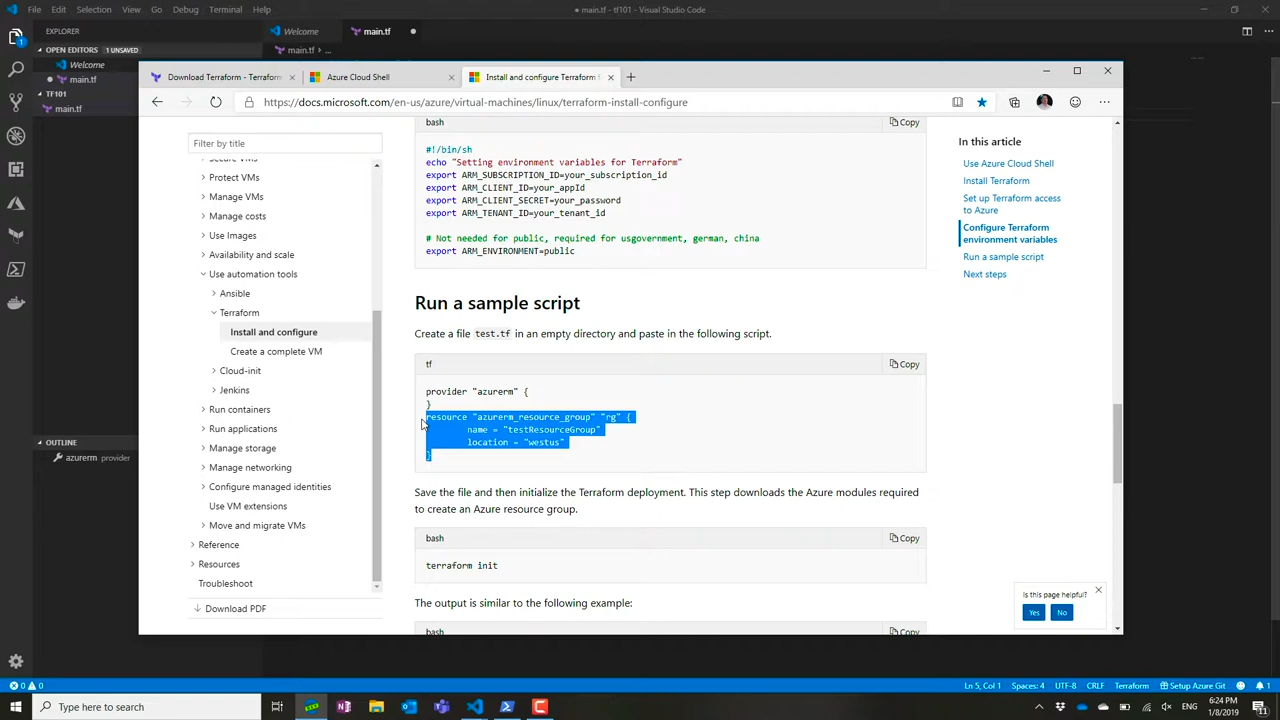 File Edit Selection View Go Debug Terminal Help
● main.tf - tf101 - Visual Studio Code
EXPLORER
OPEN EDITORS 1 UNSAVED
Welcome
main.tf
TF101
main.tf
OUTLINE
azurerm provider
Welcome
main.tf
main.tf > ...
Download Terraform - Terraform
Azure Cloud Shell
Install and configure Terraform
https://docs.microsoft.com/en-us/azure/virtual-machines/linux/terraform-install-configure
Filter by title
Secure VMs
Protect VMs
Manage VMs
Manage costs
Use Images
Availability and scale
Use automation tools
Ansible
Terraform
Install and configure
Create a complete VM
Cloud-init
Jenkins
Run containers
Run applications
Manage storage
Manage networking
Configure managed identities
Use VM extensions
Move and migrate VMs
Reference
Resources
Troubleshoot
Download PDF
bash
Copy
#!/bin/sh
echo "Setting environment variables for Terraform"
export ARM_SUBSCRIPTION_ID=your_subscription_id
export ARM_CLIENT_ID=your_appId
export ARM_CLIENT_SECRET=your_password
export ARM_TENANT_ID=your_tenant_id
# Not needed for public, required for usgovernment, german, china
export ARM_ENVIRONMENT=public
Run a sample script
Create a file test.tf in an empty directory and paste in the following script.
tf
Copy
provider "azurerm" {
}
resource "azurerm_resource_group" "rg" {
name = "testResourceGroup"
location = "westus"
}
Save the file and then initialize the Terraform deployment. This step downloads the Azure modules required
to create an Azure resource group.
bash
Copy
terraform init
The output is similar to the following example:
bash
Copy
In this article
Use Azure Cloud Shell
Install Terraform
Set up Terraform access
to Azure
Configure Terraform
environment variables
Run a sample script
Next steps
Is this page helpful?
Yes No
0 0
Ln 5, Col 1 Spaces: 4 UTF-8 CRLF Terraform Setup Azure Git 1
Type here to search
ENG
6:24 PM
1/8/2019